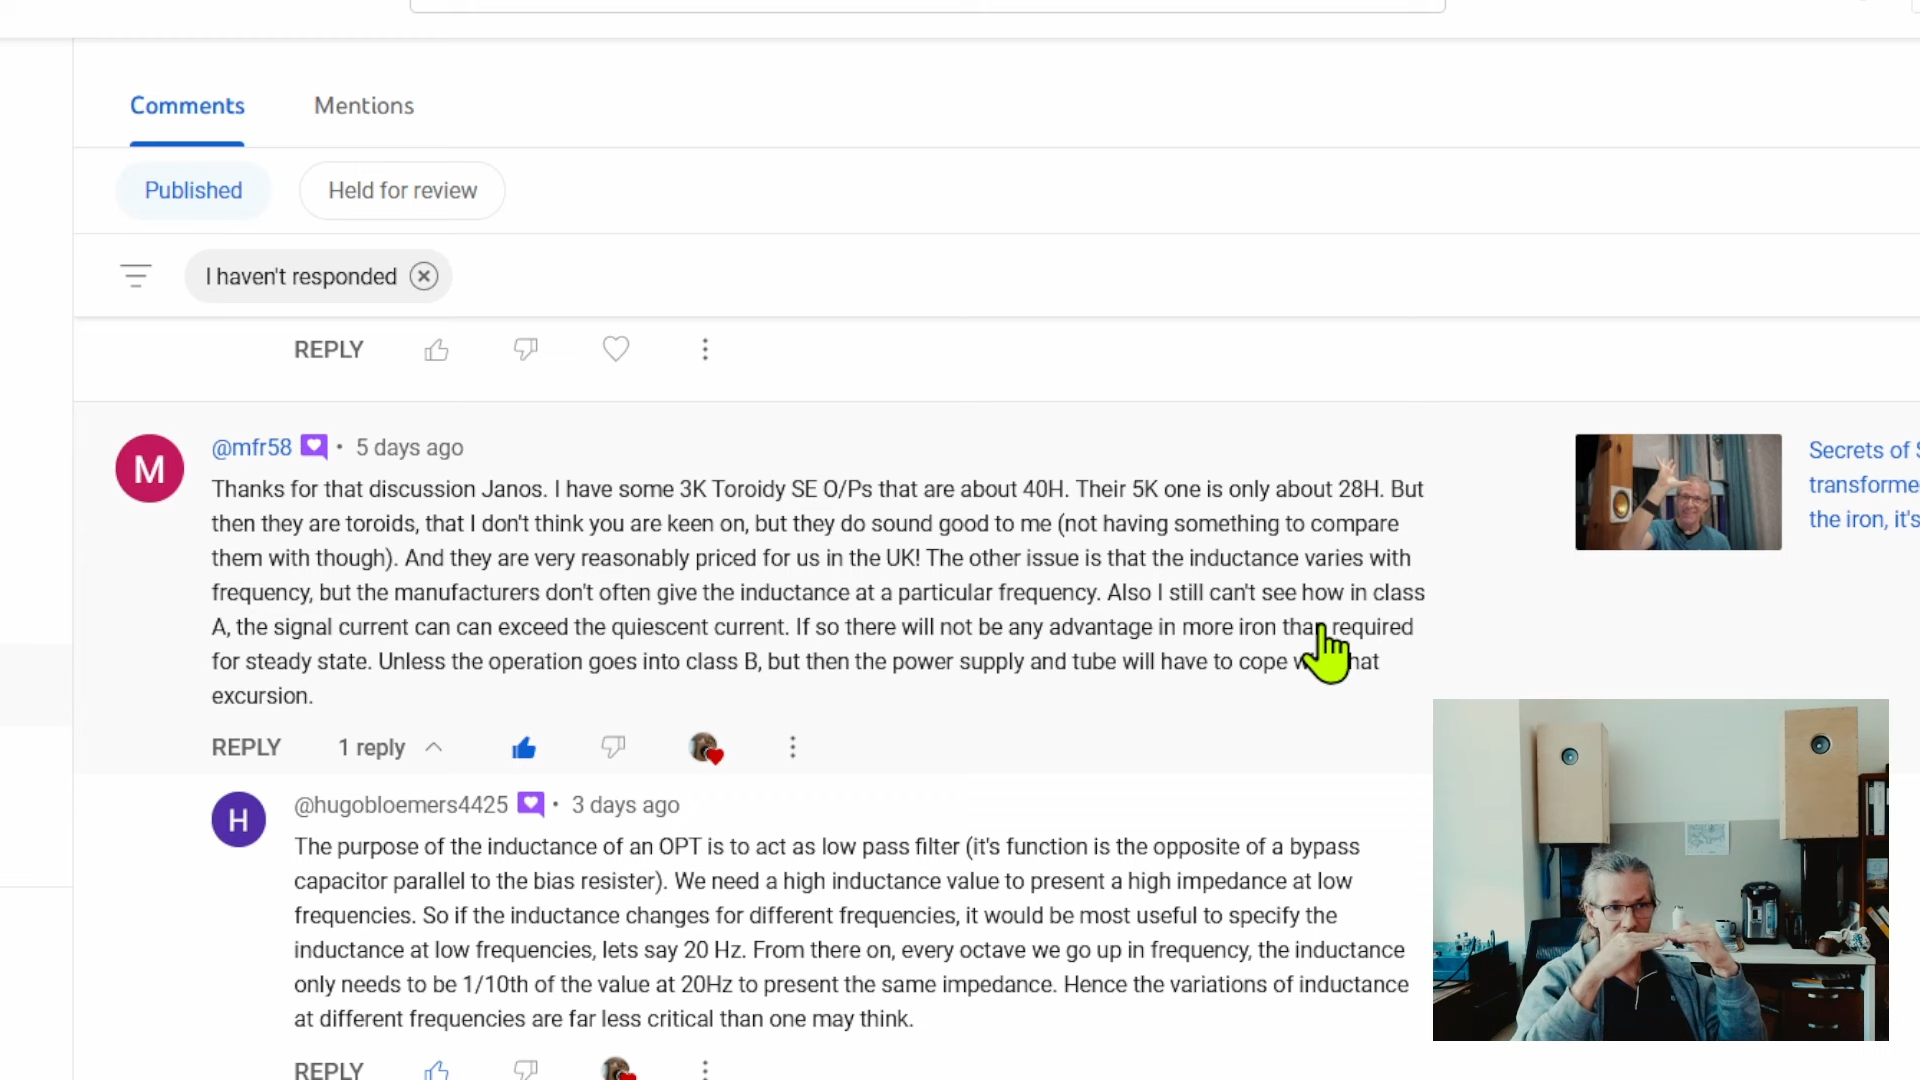 Comments
Mentions
Published
Held for review
I haven't responded
REPLY
M
@mfr58 • 5 days ago
Thanks for that discussion Janos. I have some 3K Toroidy SE O/Ps that are about 40H. Their 5K one is only about 28H. But
then they are toroids, that I don't think you are keen on, but they do sound good to me (not having something to compare
them with though). And they are very reasonably priced for us in the UK! The other issue is that the inductance varies with
frequency, but the manufacturers don't often give the inductance at a particular frequency. Also I still can't see how in class
A, the signal current can can exceed the quiescent current. If so there will not be any advantage in more iron than required
for steady state. Unless the operation goes into class B, but then the power supply and tube will have to cope
excursion.
Secrets of
transforme
the iron, it's
REPLY
1 reply
H
@hugobloemers4425 • 3 days ago
The purpose of the inductance of an OPT is to act as low pass filter (it's function is the opposite of a bypass
capacitor parallel to the bias resister). We need a high inductance value to present a high impedance at low
frequencies. So if the inductance changes for different frequencies, it would be most useful to specify the
inductance at low frequencies, lets say 20 Hz. From there on, every octave we go up in frequency, the inductance
only needs to be 1/10th of the value at 20Hz to present the same impedance. Hence the variations of inductance
at different frequencies are far less critical than one may think.
REPLY